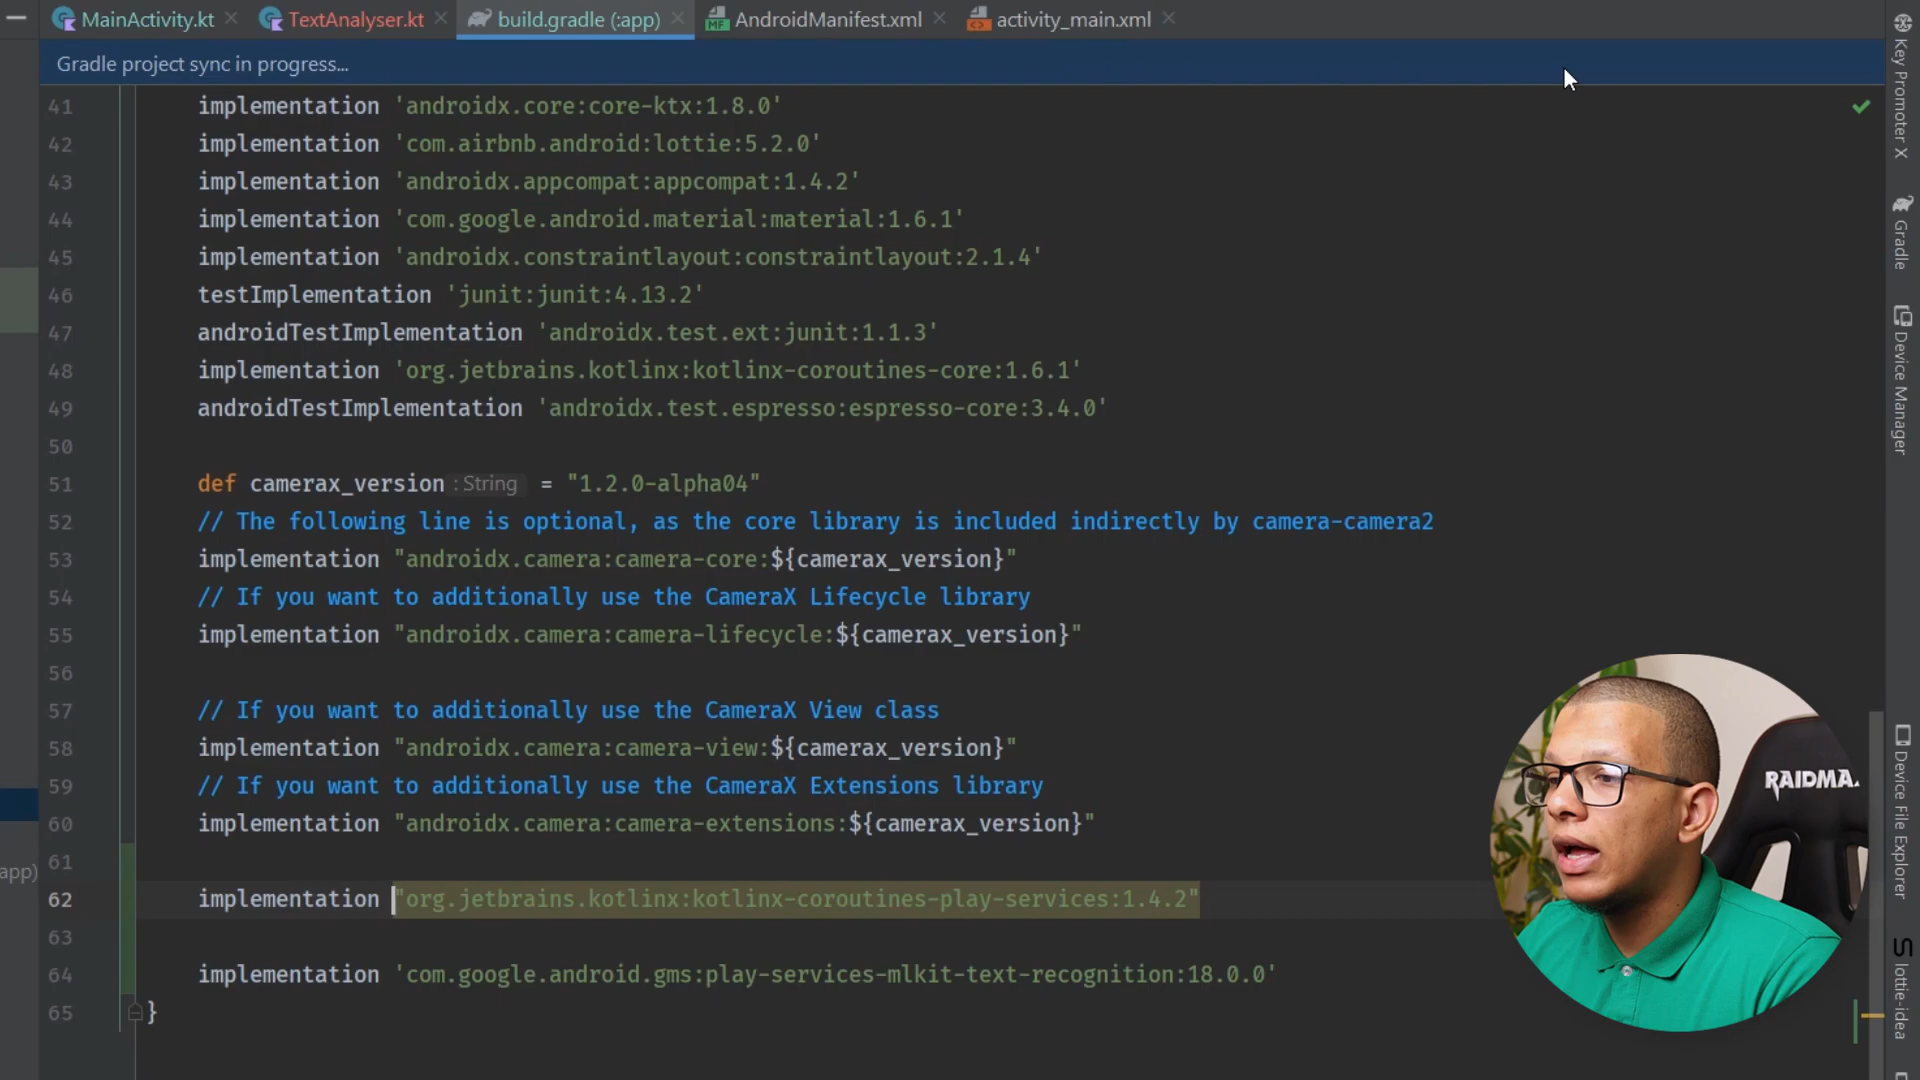 MainActivity.kt
TextAnalyser.kt
build.gradle (:app)
AndroidManifest.xml
activity_main.xml
Gradle project sync in progress...
41 implementation 'androidx.core:core-ktx:1.8.0'
42 implementation 'com.airbnb.android:lottie:5.2.0'
43 implementation 'androidx.appcompat:appcompat:1.4.2'
44 implementation 'com.google.android.material:material:1.6.1'
45 implementation 'androidx.constraintlayout:constraintlayout:2.1.4'
46 testImplementation 'junit:junit:4.13.2'
47 androidTestImplementation 'androidx.test.ext:junit:1.1.3'
48 implementation 'org.jetbrains.kotlinx:kotlinx-coroutines-core:1.6.1'
49 androidTestImplementation 'androidx.test.espresso:espresso-core:3.4.0'
50
51 def camerax_version : String = "1.2.0-alpha04"
52 // The following line is optional, as the core library is included indirectly by camera-camera2
53 implementation "androidx.camera:camera-core:${camerax_version}"
54 // If you want to additionally use the CameraX Lifecycle library
55 implementation "androidx.camera:camera-lifecycle:${camerax_version}"
56
57 // If you want to additionally use the CameraX View class
58 implementation "androidx.camera:camera-view:${camerax_version}"
59 // If you want to additionally use the CameraX Extensions library
60 implementation "androidx.camera:camera-extensions:${camerax_version}"
61
62 implementation "org.jetbrains.kotlinx:kotlinx-coroutines-play-services:1.4.2"
63
64 implementation 'com.google.android.gms:play-services-mlkit-text-recognition:18.0.0'
65 }
app)
MF
Key Promoter X
Gradle
Device Manager
Device File Explorer
lottie-idea
RAIDMA